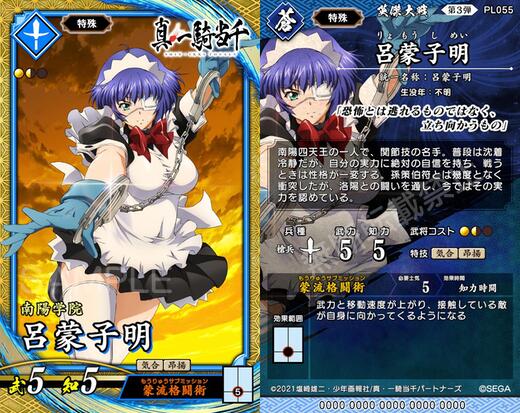 特殊
真・一騎当千
SAMPLE
南陽学院
呂蒙子明
気合 昂揚
武5 知5
もうりゅうサブミッション
蒙流格闘術
5
蒼
特殊
英傑大戦
第3弾
PL055
りょもう しめい
呂蒙子明
統一名称：呂蒙子明
生没年：不明
「恐怖とは逃れるものではなく、
立ち向かうもの」
南陽四天王の一人で、関節技の名手。普段は沈着
冷静だが、自分の実力に絶対の自信を持ち、戦う
ときは性格が一変する。孫策伯符とは幾度となく
衝突したが、洛陽との闘いを通し、今ではその実
力を認めている。
兵種 武力 知力 武将コスト
槍兵 5 5 特技 気合 昂揚
もうりゅうサブミッション
蒙流格闘術
必要士気
5
効果時間
知力時間
効果範囲
武力と移動速度が上がり、接触している敵
が自身に向かってくるようになる
©2021塩崎雄二・少年画報社/真・一騎当千パートナーズ ©SEGA
0000 0000 0000 0000 0000